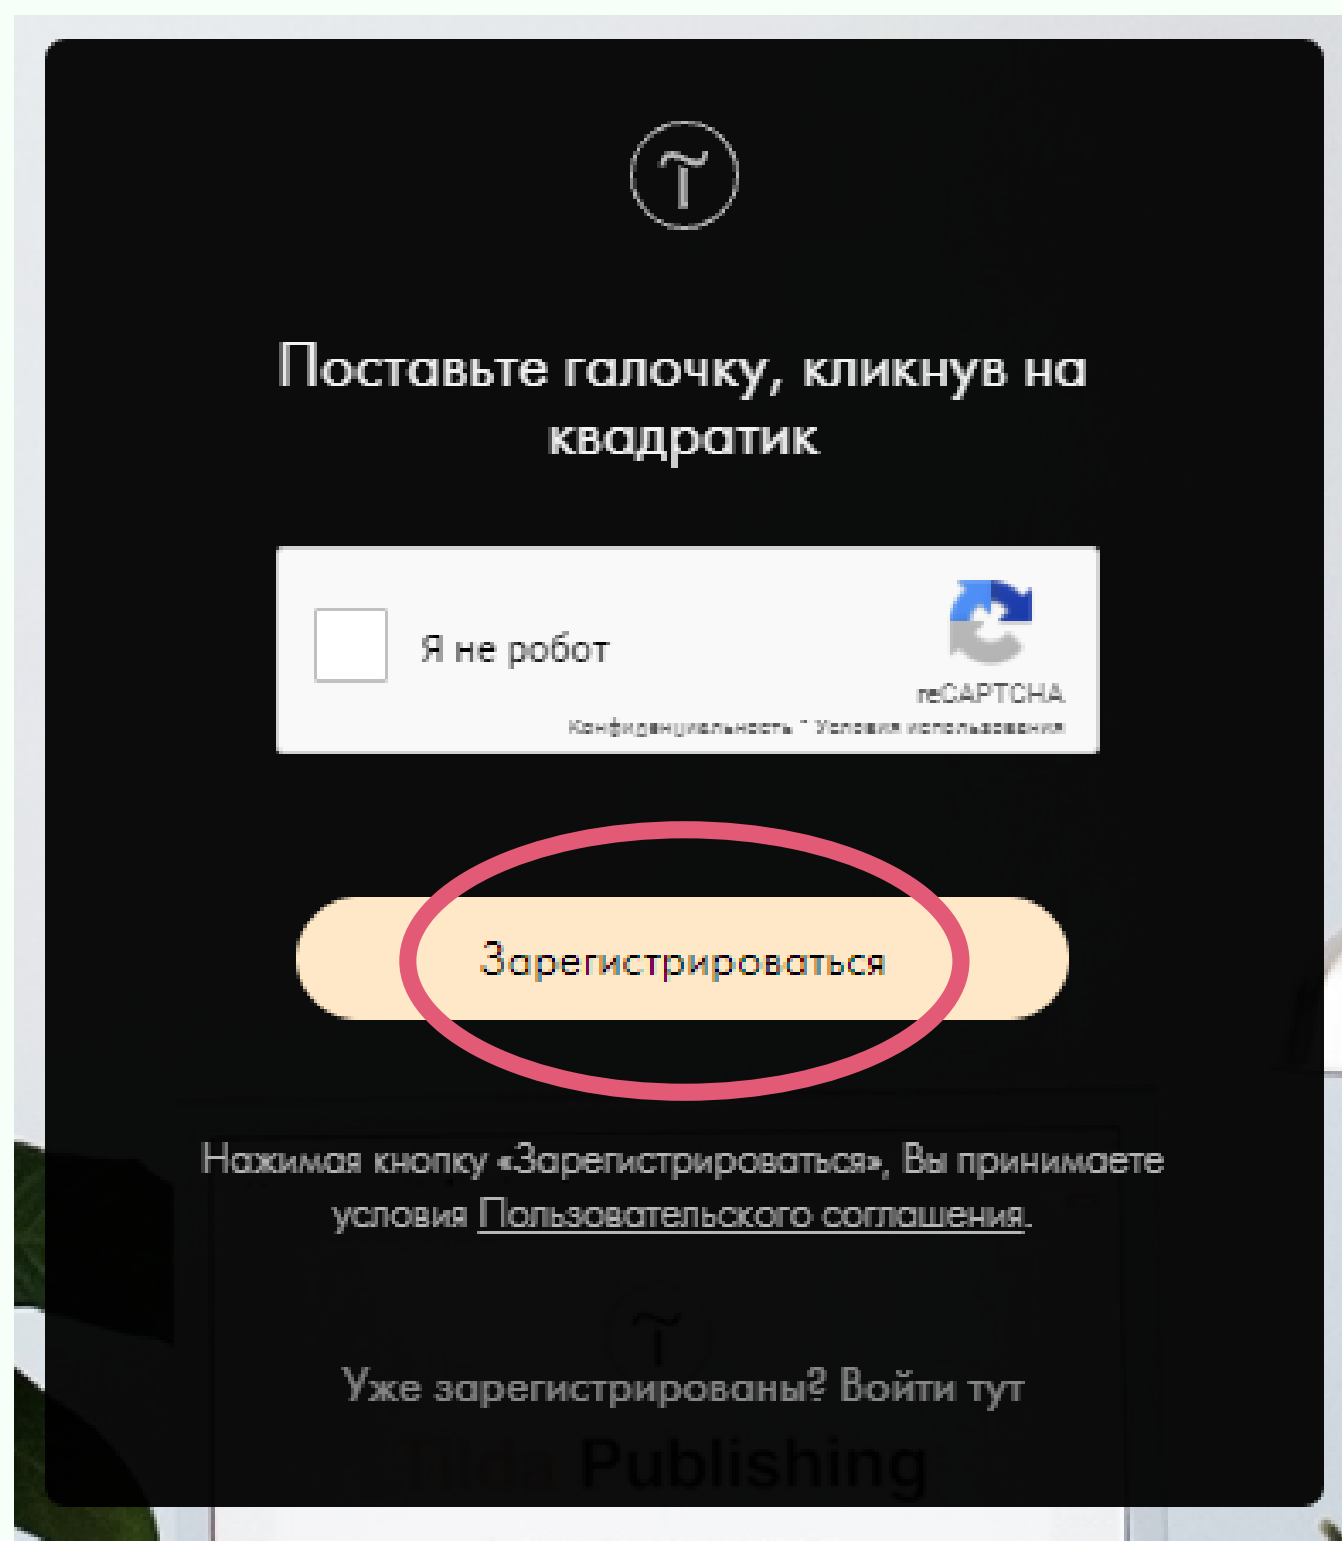 Поставьте галочку, кликнув на
квадратик
Я не робот
reCAPTCHA
Конфиденциальность - Условия использования
Зарегистрироваться
Нажимая кнопку «Зарегистрироваться», Вы принимаете
условия Пользовательского соглашения.
Уже зарегистрированы? Войти тут
Tilda Publishing